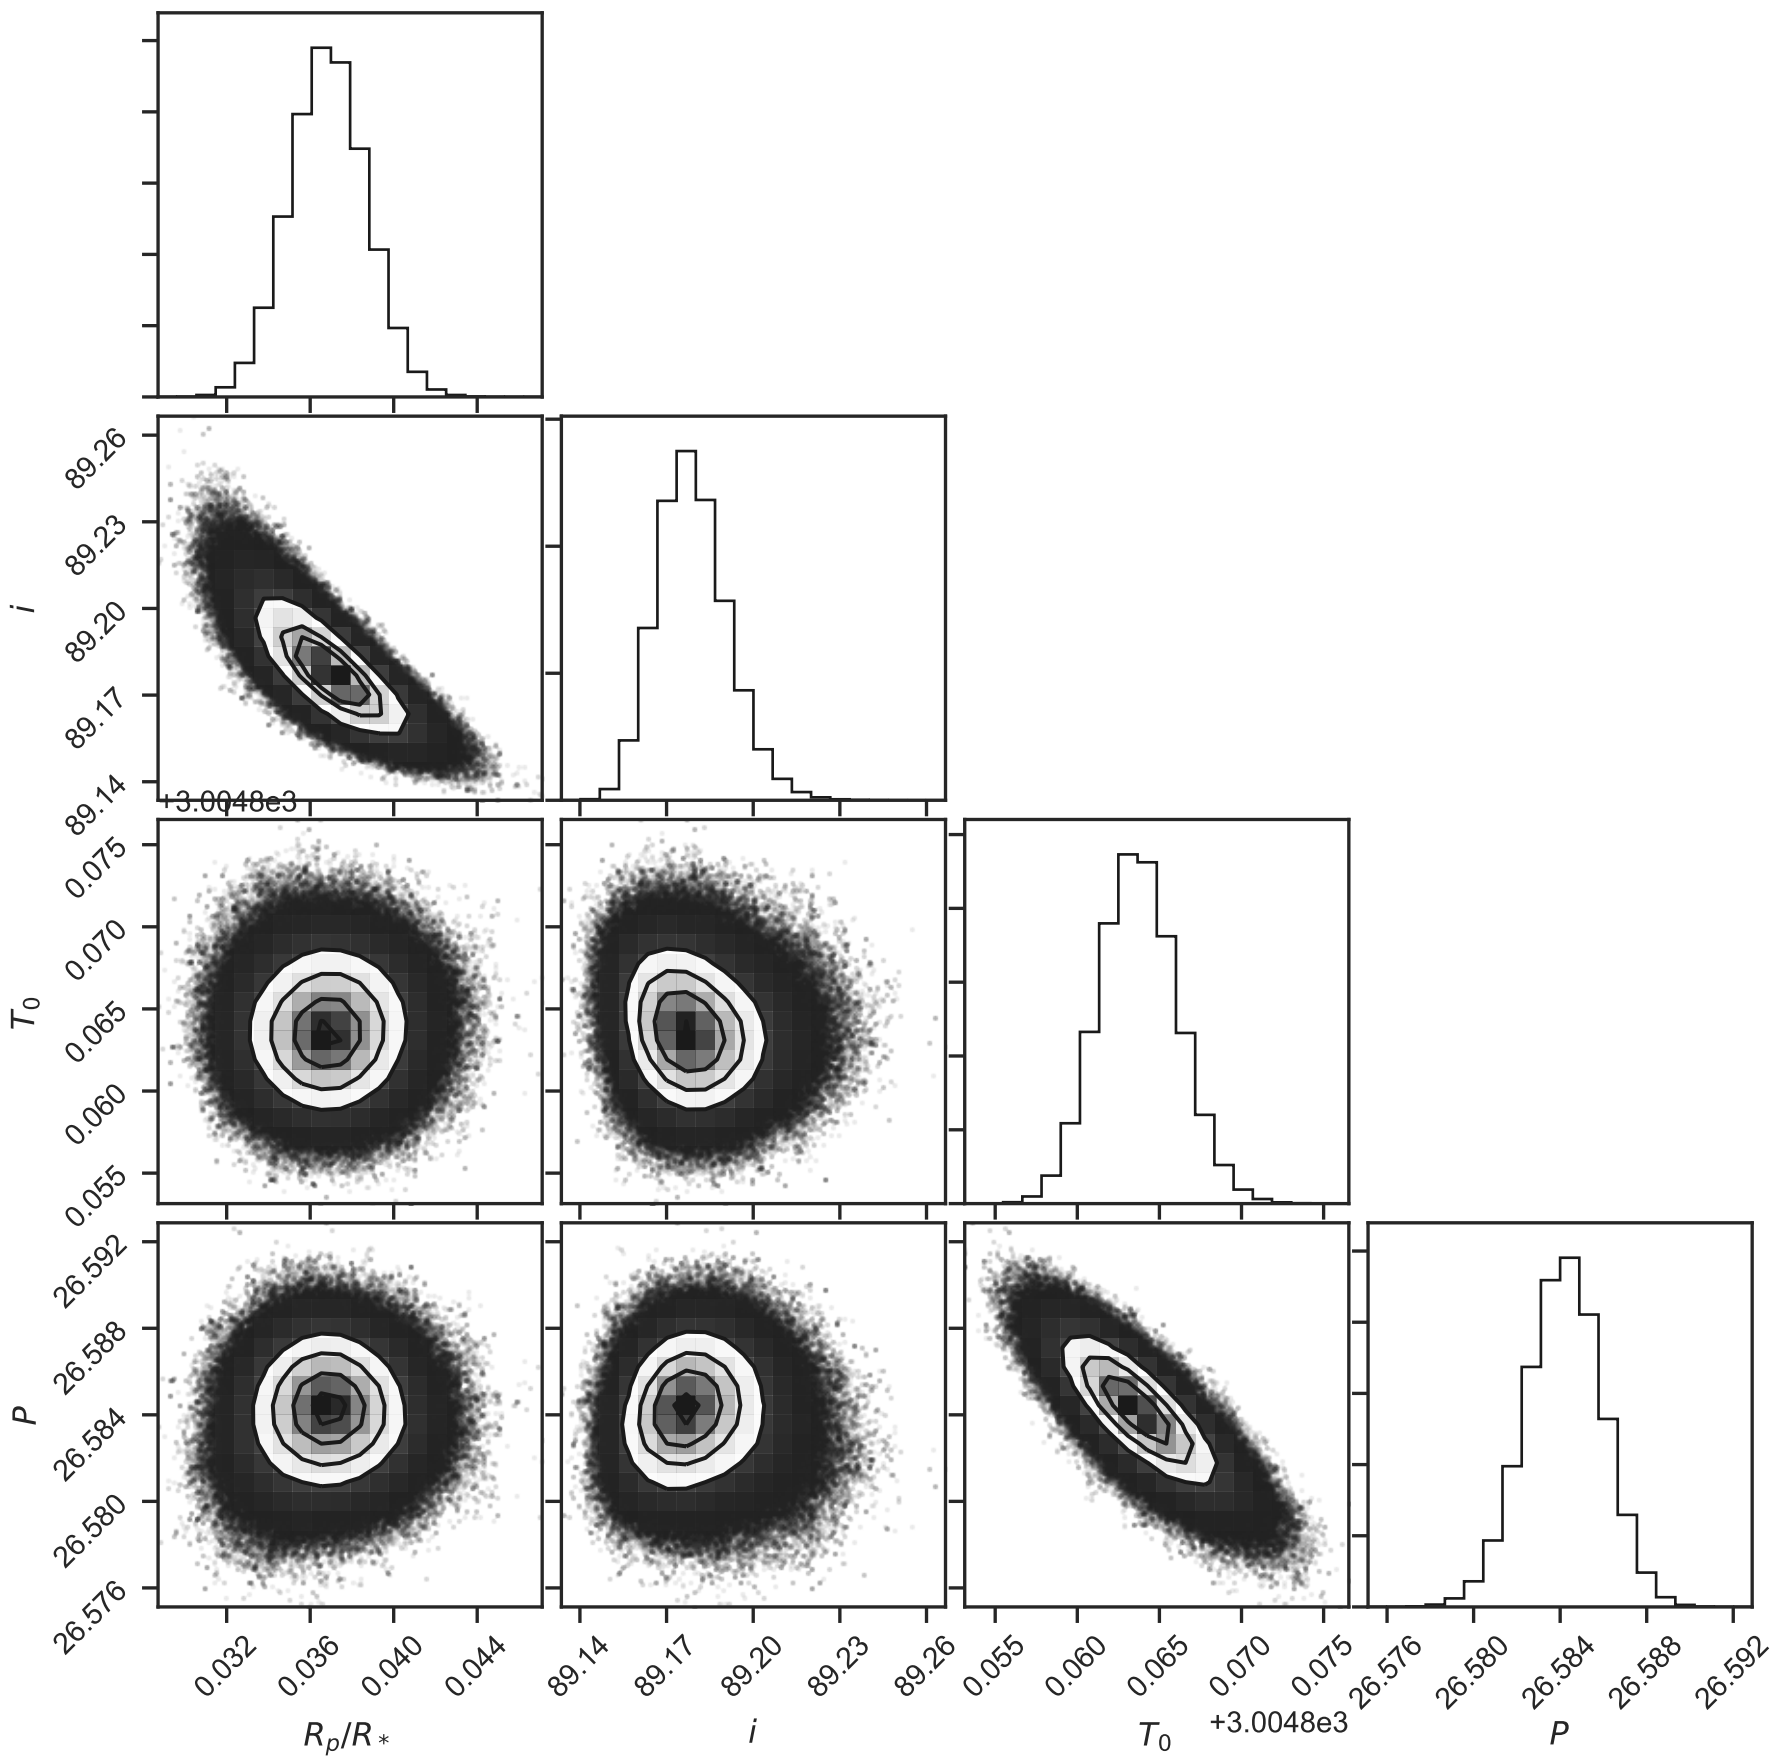 89.26
89.23
89.20
89.17
89.14
i
+3.0048e3
0.075
0.070
0.065
0.060
0.055
T₀
26.592
26.588
26.584
26.580
26.576
P
0.032 0.036 0.040 0.044
89.14 89.17 89.20 89.23 89.26
0.055 0.060 0.065 0.070 0.075
26.576 26.580 26.584 26.588 26.592
+3.0048e3
Rₚ/R* i T₀ P